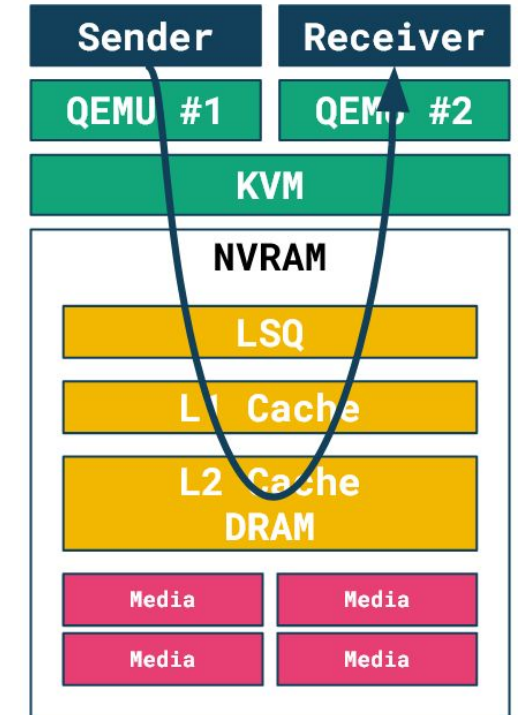 Sender
Receiver
QEMU #1
QEMU #2
KVM
NVRAM
LSQ
L1 Cache
L2 Cache
DRAM
Media
Media
Media
Media